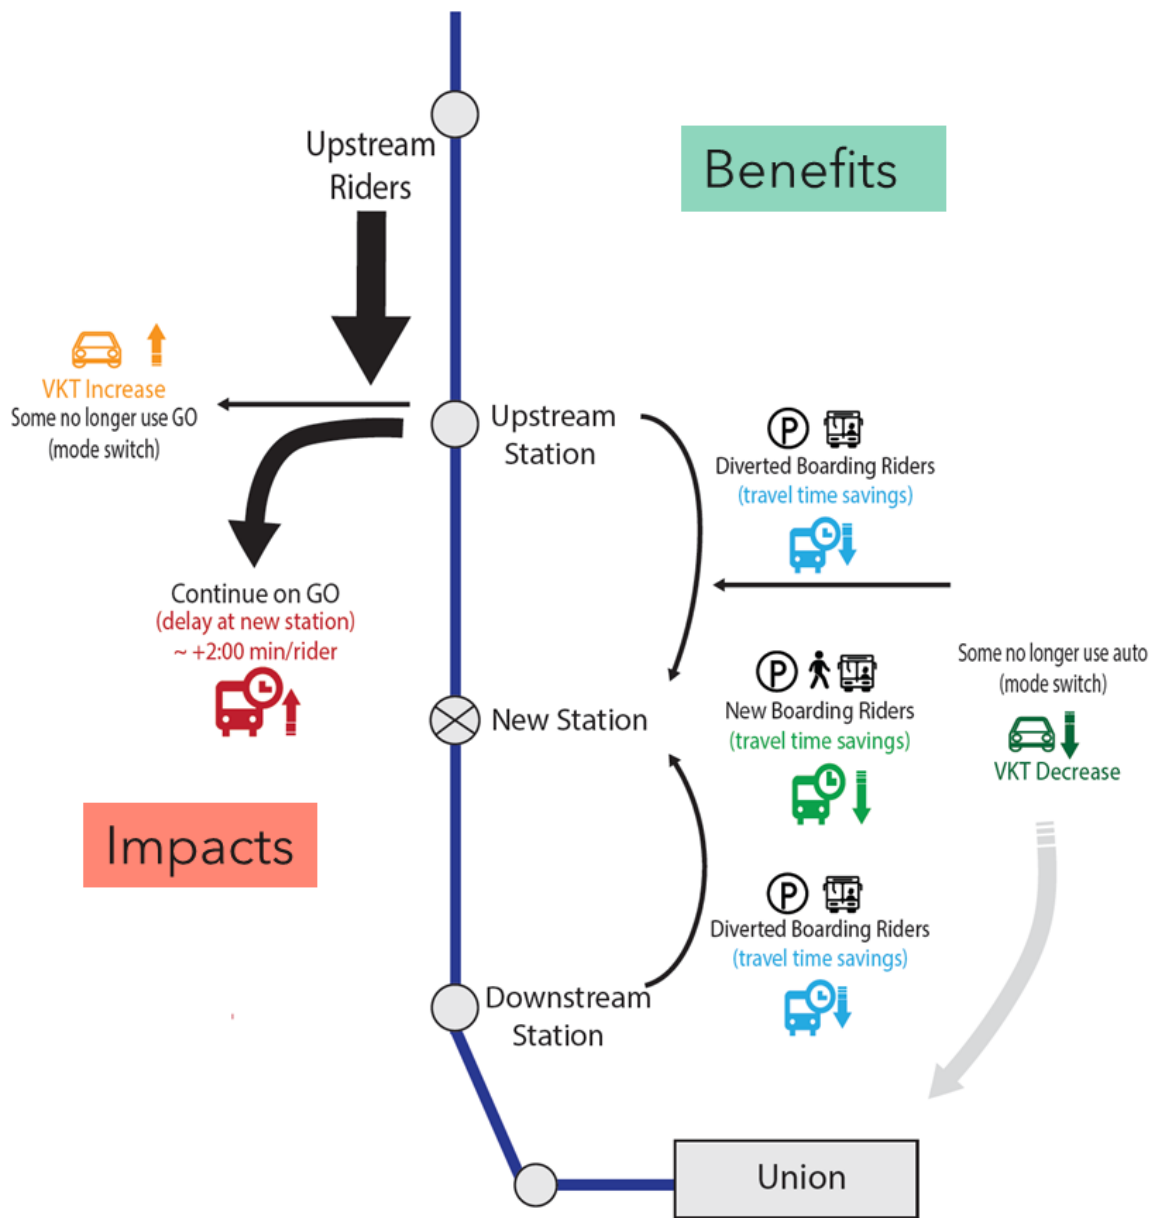 Upstream
Riders
Benefits
VKT Increase
Some no longer use GO
(mode switch)
Upstream
Station
P
Diverted Boarding Riders
(travel time savings)
Continue on GO
(delay at new station)
~ +2:00 min/rider
New Station
P
New Boarding Riders
(travel time savings)
Some no longer use auto
(mode switch)
VKT Decrease
Impacts
P
Diverted Boarding Riders
(travel time savings)
Downstream
Station
Union